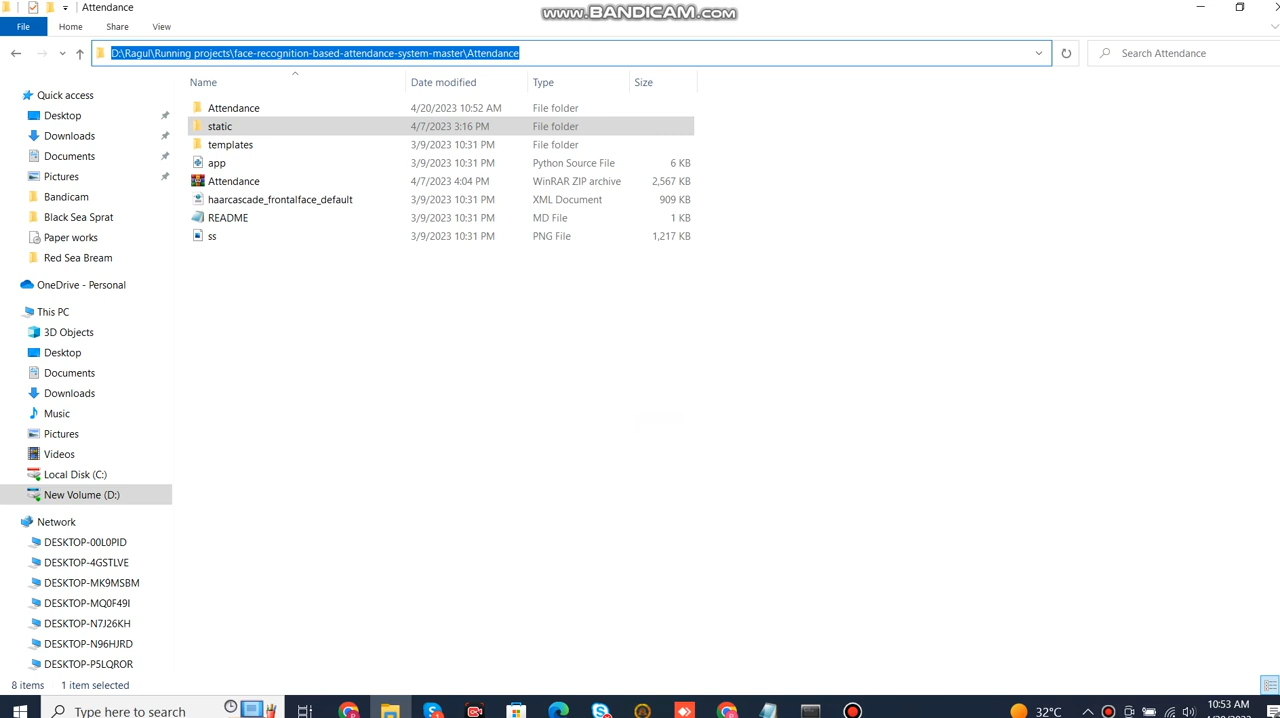 Attendance
www.BANDICAM.com
File Home Share View
D:\Ragul\Running projects\face-recognition-based-attendance-system-master\Attendance
Search Attendance
Name Date modified Type Size
Attendance 4/20/2023 10:52 AM File folder
static 4/7/2023 3:16 PM File folder
templates 3/9/2023 10:31 PM File folder
app 3/9/2023 10:31 PM Python Source File 6 KB
Attendance 4/7/2023 4:04 PM WinRAR ZIP archive 2,567 KB
haarcascade_frontalface_default 3/9/2023 10:31 PM XML Document 909 KB
README 3/9/2023 10:31 PM MD File 1 KB
ss 3/9/2023 10:31 PM PNG File 1,217 KB
Quick access
Desktop
Downloads
Documents
Pictures
Bandicam
Black Sea Sprat
Paper works
Red Sea Bream
OneDrive - Personal
This PC
3D Objects
Desktop
Documents
Downloads
Music
Pictures
Videos
Local Disk (C:)
New Volume (D:)
Network
DESKTOP-00L0PID
DESKTOP-4GSTLVE
DESKTOP-MK9MSBM
DESKTOP-MQ0F49I
DESKTOP-N7J26KH
DESKTOP-N96HJRD
DESKTOP-P5LQROR
8 items 1 item selected
Type here to search
32°C
10:53 AM